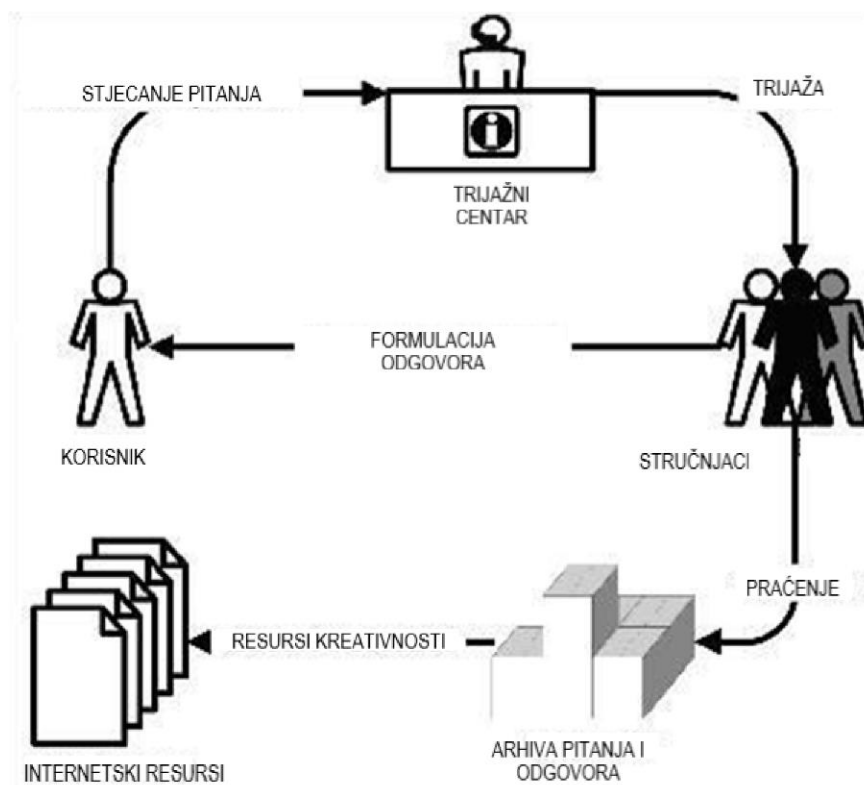 STJECANJE PITANJA
TRIJAŽA
TRIJAŽNI
CENTAR
FORMULACIJA
ODGOVORA
KORISNIK
STRUČNJACI
PRAĆENJE
RESURSI KREATIVNOSTI
INTERNETSKI RESURSI
ARHIVA PITANJA I
ODGOVORA